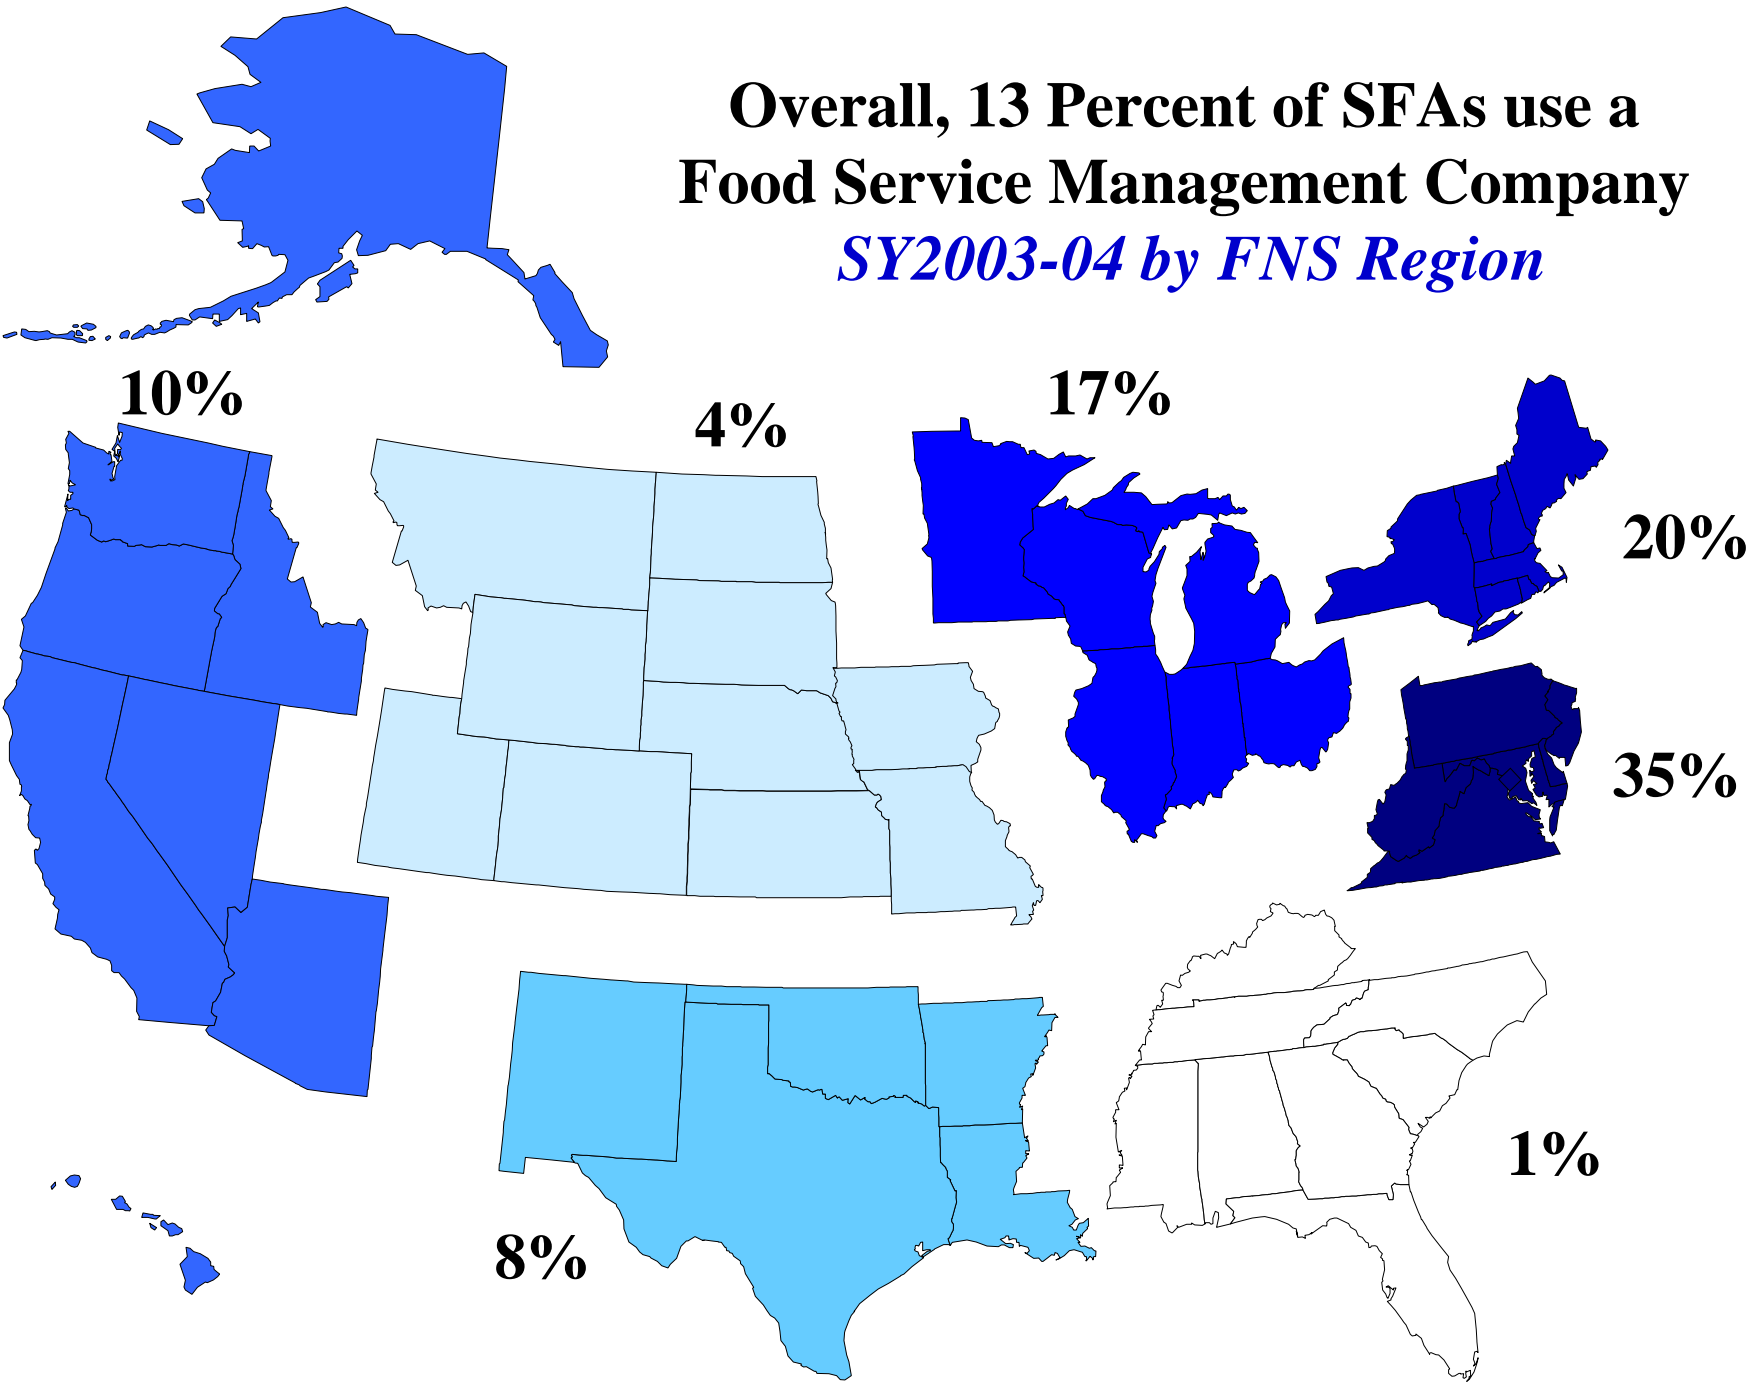 Overall, 13 Percent of SFAs use a
Food Service Management Company
SY2003-04 by FNS Region
10%
4%
17%
20%
35%
1%
8%